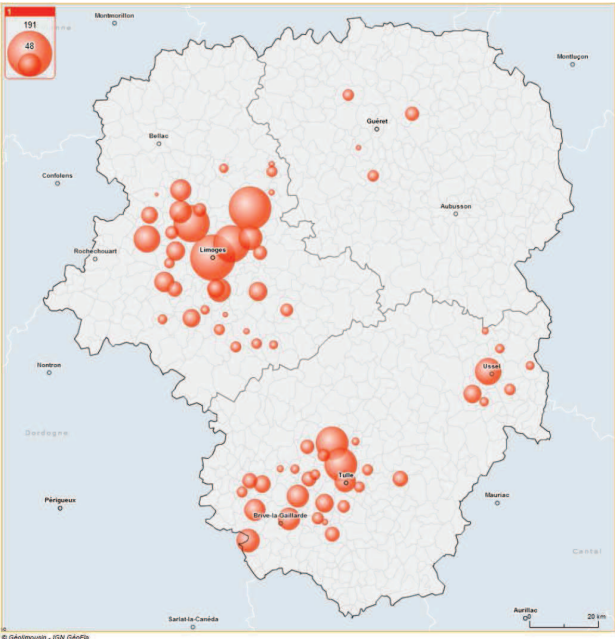 1
191
48
Montmorillon
Montluçon
Guéret
Bellac
Confolens
Aubusson
Rochechouart
Limoges
Nontron
Ussel
Dordogne
Tulle
Périgueux
Mauriac
Brive-la-Gaillarde
Cantal
Sarlat-la-Canéda
Aurillac
20 km
© Géolimousin - IGN GéoFla